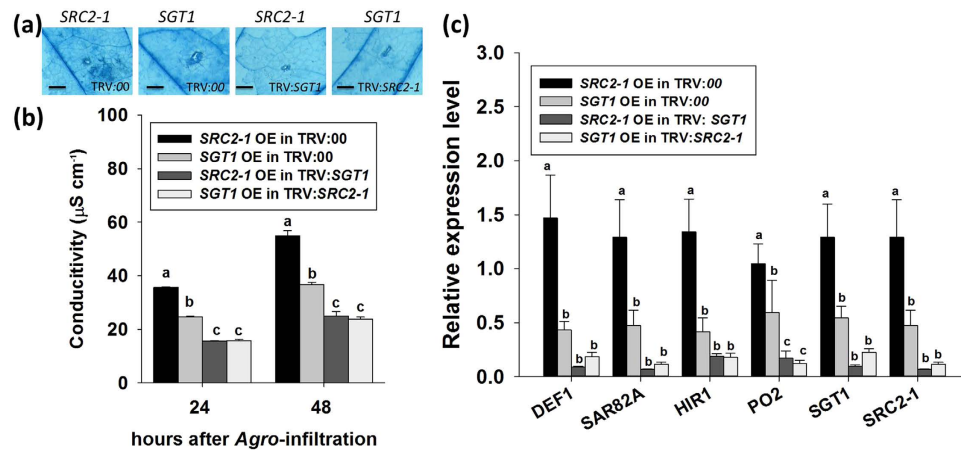 (a)
SRC2-1 SGT1 SRC2-1 SGT1
TRV:00 TRV:00 TRV:SGT1 TRV:SRC2-1
(b)
100
80
60
40
20
0
Conducitivity (µS cm⁻¹)
SRC2-1 OE in TRV:00
SGT1 OE in TRV:00
SRC2-1 OE in TRV:SGT1
SGT1 OE in TRV:SRC2-1
a b c c
a b c c
24 48
hours after Agro-infiltration
(c)
3.0
2.5
2.0
1.5
1.0
0.5
0.0
Relative expression level
SRC2-1 OE in TRV:00
SGT1 OE in TRV:00
SRC2-1 OE in TRV: SGT1
SGT1 OE in TRV:SRC2-1
a b b b
a b b b
a b b b
a b c c
a b b b
a b b b
DEF1 SAR82A HIR1 PO2 SGT1 SRC2-1